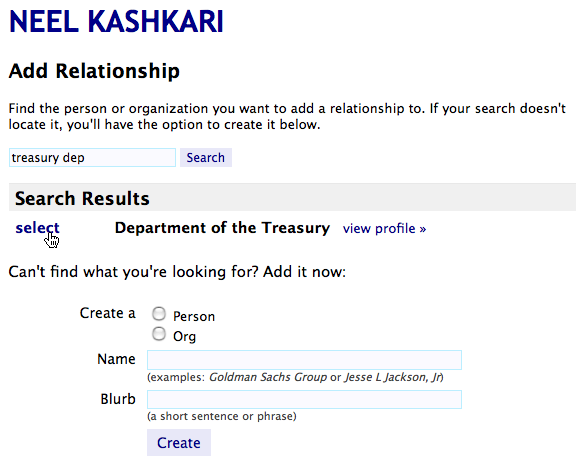 NEEL KASHKARI
Add Relationship
Find the person or organization you want to add a relationship to. If your search doesn't
locate it, you'll have the option to create it below.
treasury dep Search
Search Results
select Department of the Treasury view profile »
Can't find what you're looking for? Add it now:
Create a Person
Org
Name
(examples: Goldman Sachs Group or Jesse L Jackson, Jr)
Blurb
(a short sentence or phrase)
Create